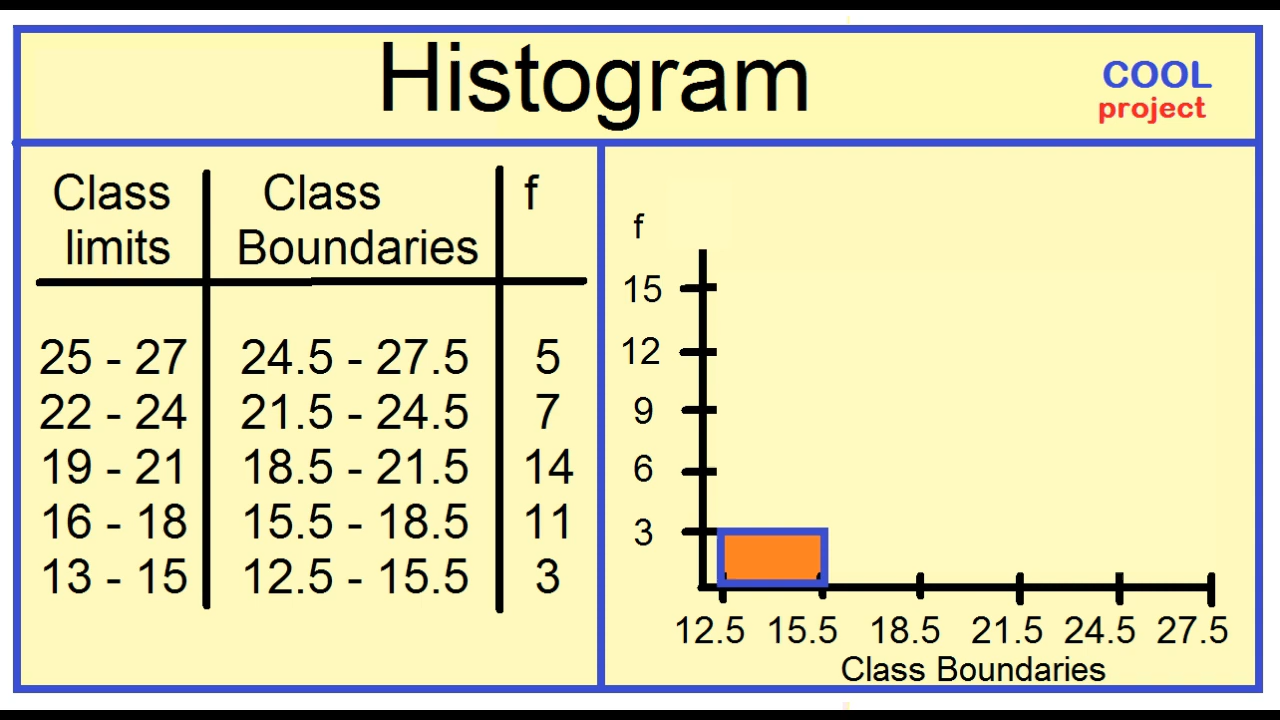 Histogram
COOL
project
Class limits
Class Boundaries
f
25 - 27 24.5 - 27.5 5
22 - 24 21.5 - 24.5 7
19 - 21 18.5 - 21.5 14
16 - 18 15.5 - 18.5 11
13 - 15 12.5 - 15.5 3
f
15
12
9
6
3
12.5 15.5 18.5 21.5 24.5 27.5
Class Boundaries